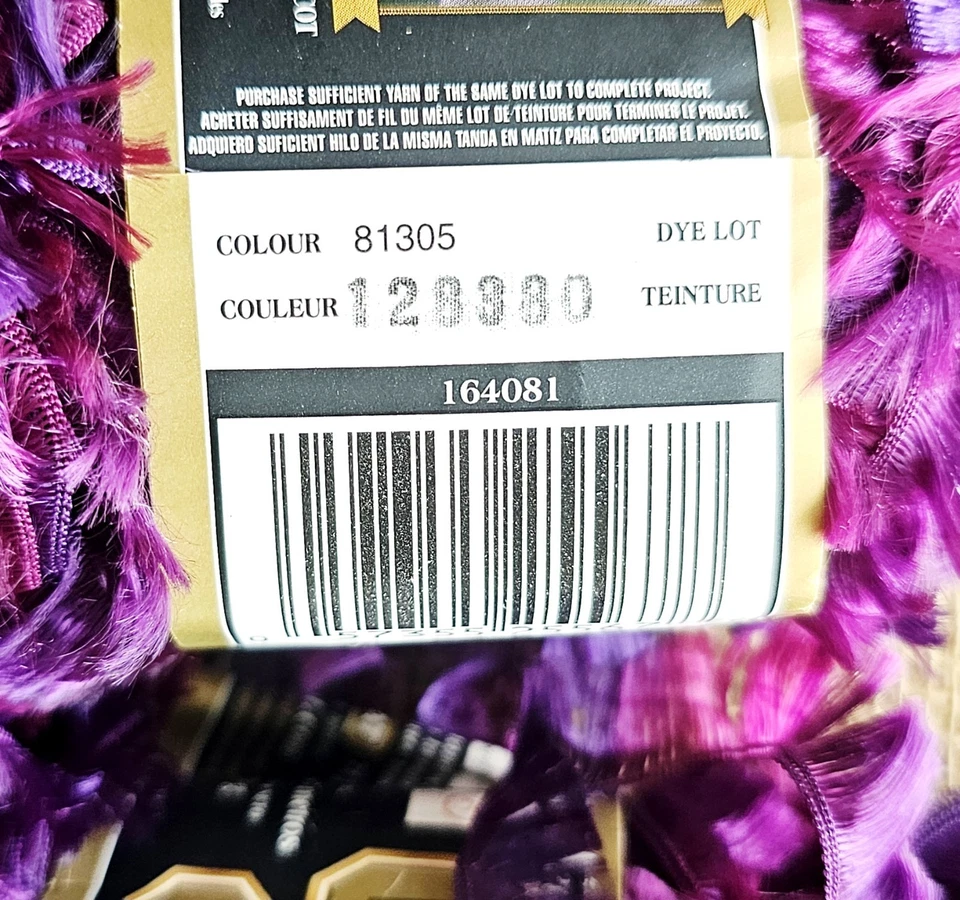 PURCHASE SUFFICIENT YARN OF THE SAME DYE LOT TO COMPLETE PROJECT.
ACHETER SUFFISAMENT DE FIL DU MÊME LOT DE TEINTURE POUR TERMINER LE PROJET.
ADQUIERO SUFICIENT HILO DE LA MISMA TANDA EN MATIZ PARA COMPLETAR EL PROYECTO.
COLOUR 81305 DYE LOT
COULEUR TEINTURE
164081